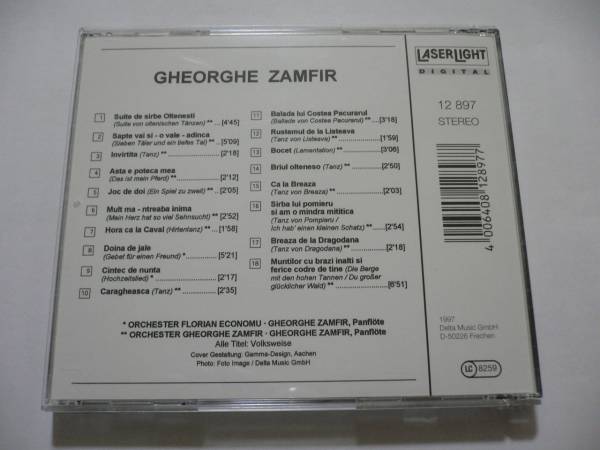 GHEORGHE ZAMFIR
1 Suite de sirbe Oltenesti
(Suite von oltenischen Tänzen) ** ... [4'45]
2 Sapte vai si - o vale - adinca
(Sieben Täler und ein tiefes Tal) ** ...[5'09]
3 Invirtita (Tanz) ** ................... [2'18]
4 Asta e poteca mea
(Das ist mein Pferd) ** .............. [2'12]
5 Joc de doi (Ein Spiel zu zweit) ** ..[2'05]
6 Mult ma - ntreaba inima
(Mein Herz hat so viel Sehnsucht) ** ... [2'52]
7 Hora ca la Caval (Hirtentanz) ** ...[1'58]
8 Doina de jale
(Gebet für einen Freund) * ......... [5'21]
9 Cintec de nunta
(Hochzeitslied) * ...................[2'17]
10 Caragheasca (Tanz) ** ............[2'35]
11 Balada lui Costea Pacurarul
(Ballade von Costea Pacurarul) ** ...[3'18]
12 Rustemul de la Listeava
(Tanz von Listeava) ** ..............[1'59]
13 Bocet (Lamentation) ** ............[3'06]
14 Briul olteneso (Tanz) ** ............[2'50]
15 Ca la Breaza
(Tanz von Breaza) ** ................[2'03]
16 Sirba lui pomieru
si am o mindra mititica
(Tanz von Pompieru /
Ich hab' einen kleinen Schatz) ** ...[2'54]
17 Breaza de la Dragodana
(Tanz von Dragodana) ** ............[2'18]
18 Muntilor cu brazi inalti si
ferice codre de tine (Die Berge
mit den hohen Tannen / Du großer
glücklicher Wald) ** ...............[6'51]
* ORCHESTER FLORIAN ECONOMU · GHEORGHE ZAMFIR, Panflöte
** ORCHESTER GHEORGHE ZAMFIR · GHEORGHE ZAMFIR, Panflöte
Alle Titel: Volksweise
Cover Gestaltung: Gamma-Design, Aachen
Photo: Foto Image / Delta Music GmbH
LASERLIGHT
DIGITAL
12 897
STEREO
4 006408 128977
1997
Delta Music GmbH
D-50226 Frechen
LC 8259